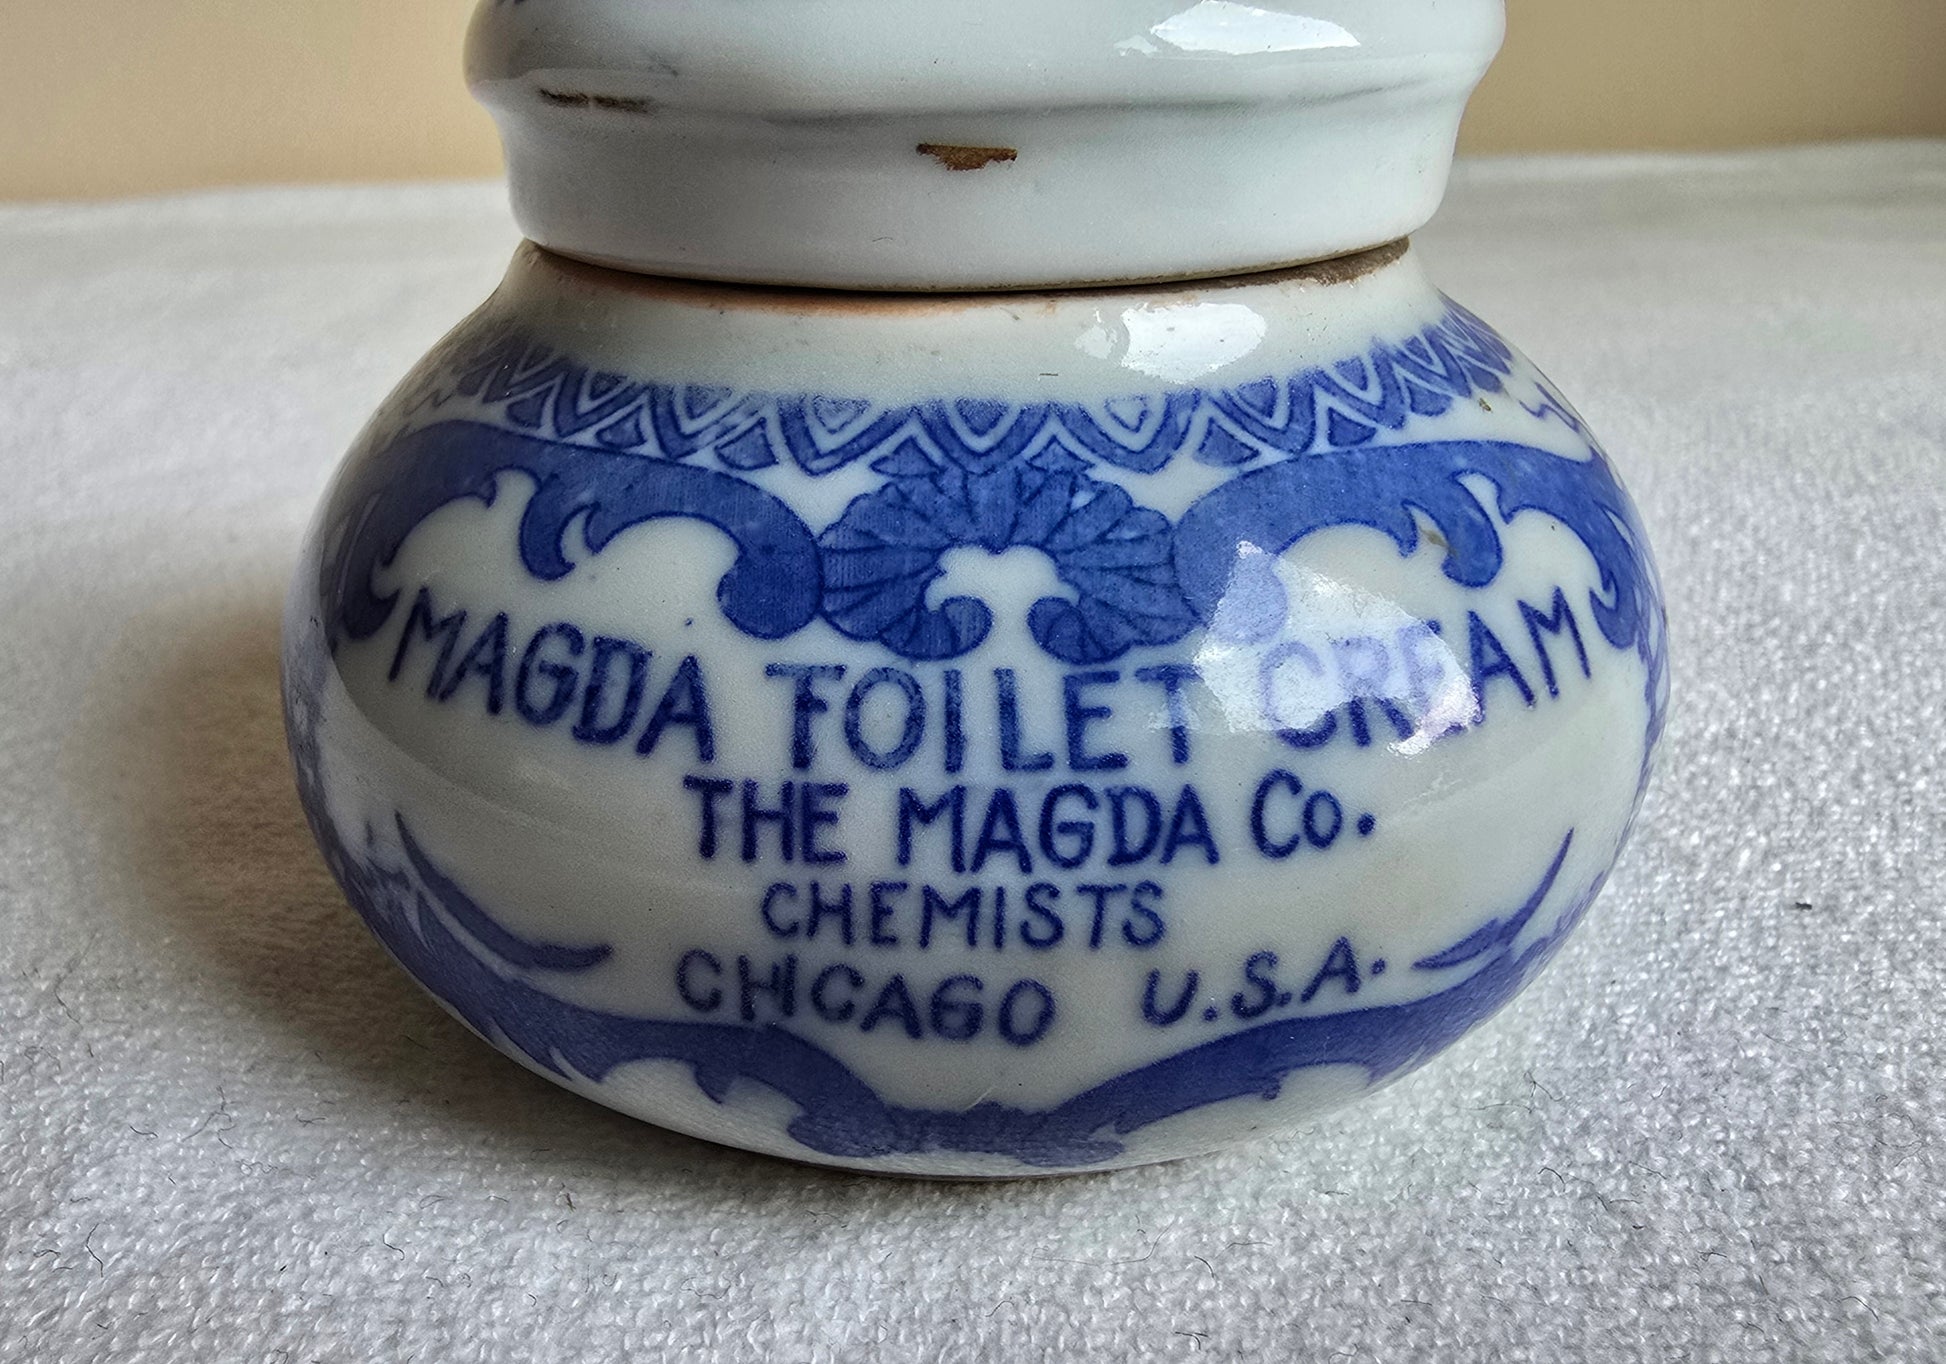 MAGDA TOILET CREAM
THE MAGDA Co.
CHEMISTS
CHICAGO U.S.A.